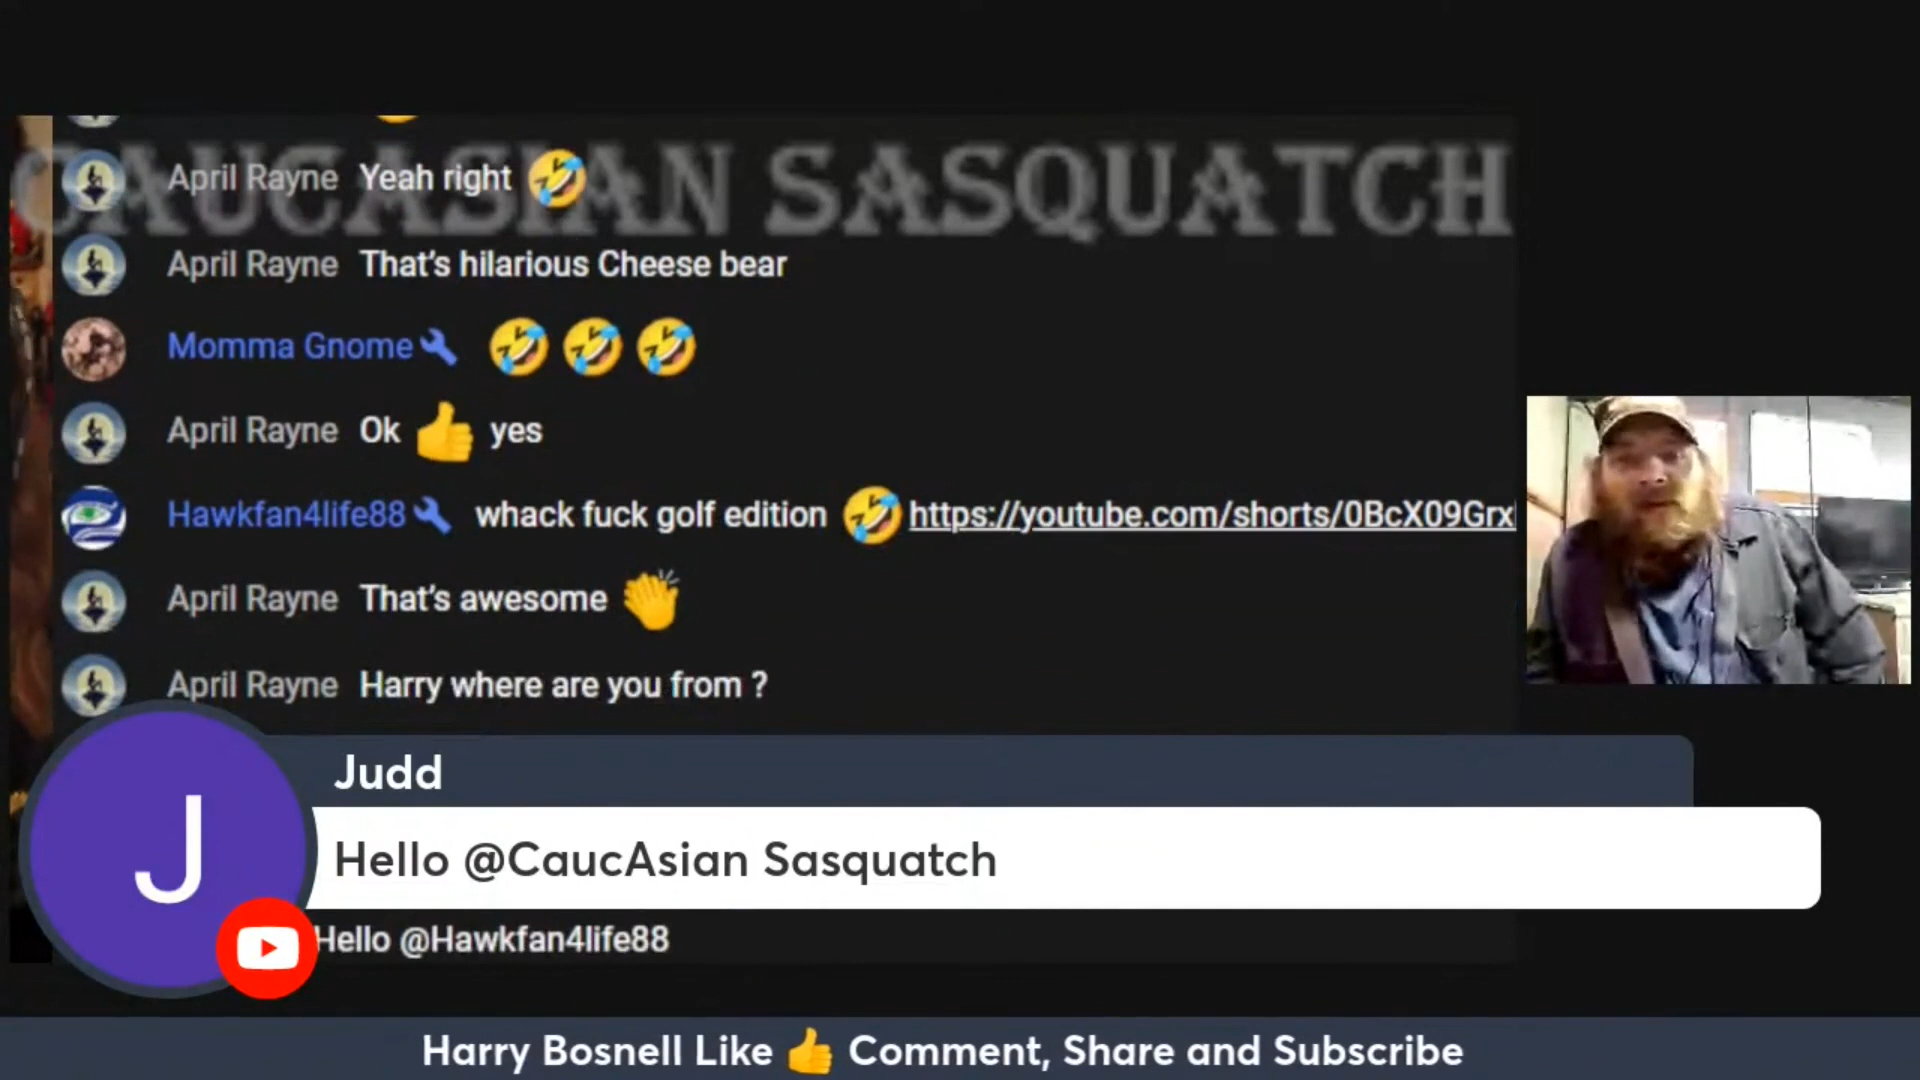 CAUCASIAN SASQUATCH
April Rayne Yeah right 🤣
April Rayne That's hilarious Cheese bear
Momma Gnome 🤣 🤣 🤣
April Rayne Ok 👍 yes
Hawkfan4life88 whack fuck golf edition 🤣 https://youtube.com/shorts/0BcX09Grx
April Rayne That's awesome 👏
April Rayne Harry where are you from ?
Judd
J
Hello @CaucAsian Sasquatch
Hello @Hawkfan4life88
Harry Bosnell Like 👍 Comment, Share and Subscribe